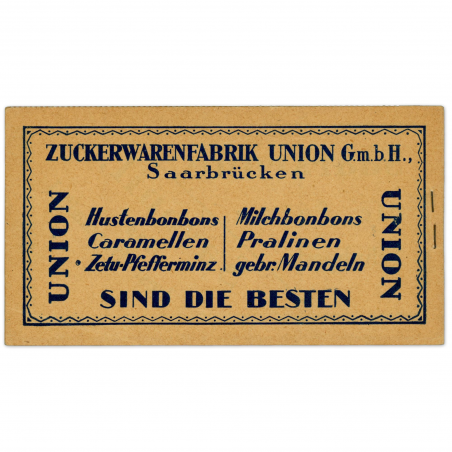 ZUCKERWARENFABRIK UNION G.m.b.H.,
Saarbrücken
UNION
Hustenbonbons
Caramellen
Zetu-Pfefferminz
Milchbonbons
Pralinen
gebr. Mandeln
UNION
SIND DIE BESTEN